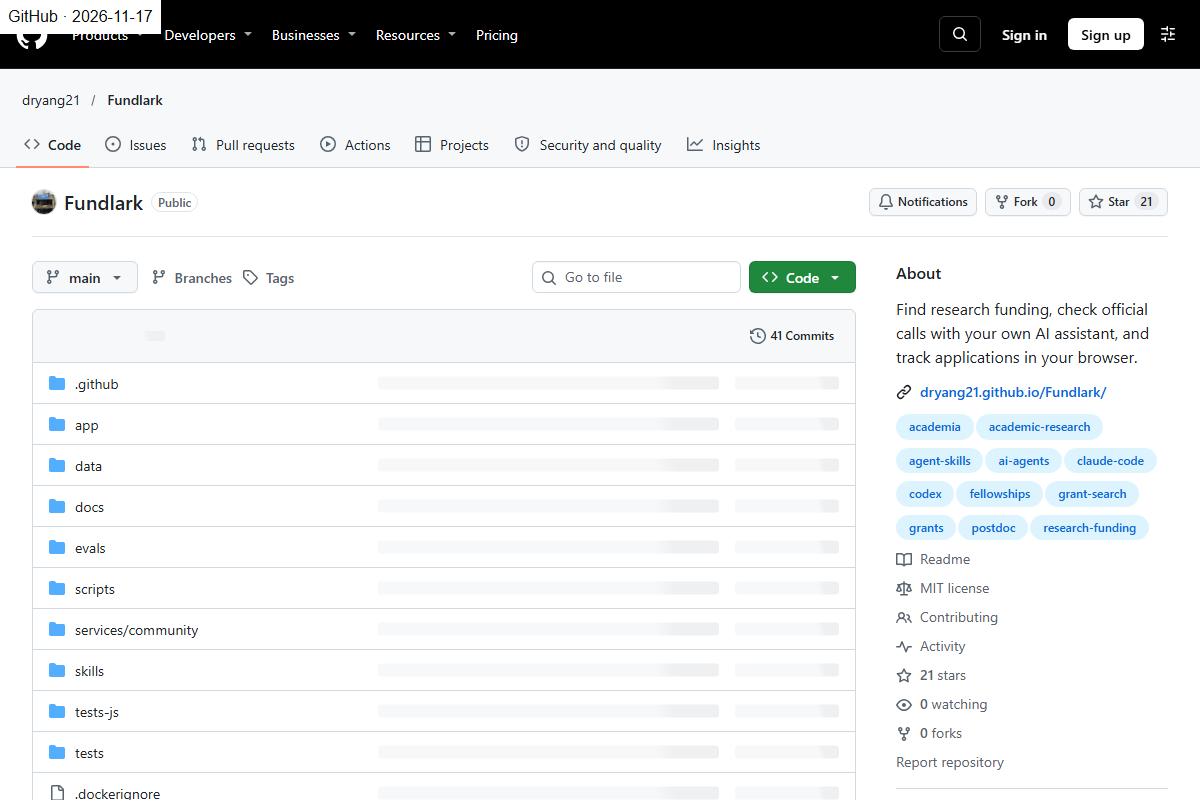 GitHub · 2026-11-17
Products Developers Businesses Resources Pricing Sign in Sign up
dryang21 / Fundlark
Code Issues Pull requests Actions Projects Security and quality Insights
Fundlark Public Notifications Fork 0 Star 21
main Branches Tags Go to file Code
41 Commits
.github
app
data
docs
evals
scripts
services/community
skills
tests-js
tests
.dockerignore
About
Find research funding, check official
calls with your own AI assistant, and
track applications in your browser.
dryang21.github.io/Fundlark/
academia academic-research
agent-skills ai-agents claude-code
codex fellowships grant-search
grants postdoc research-funding
Readme
MIT license
Contributing
Activity
21 stars
0 watching
0 forks
Report repository